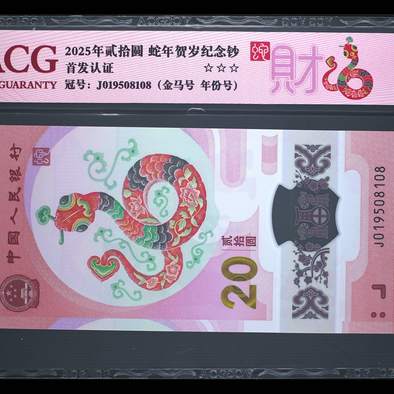 ACG
GUARANTY
2025年贰拾圆 蛇年贺岁纪念钞
首发认证 ☆☆☆
冠号：J019508108（金马号 年份号）
蛇
財
中国人民银行
贰拾圆
20
J019508108